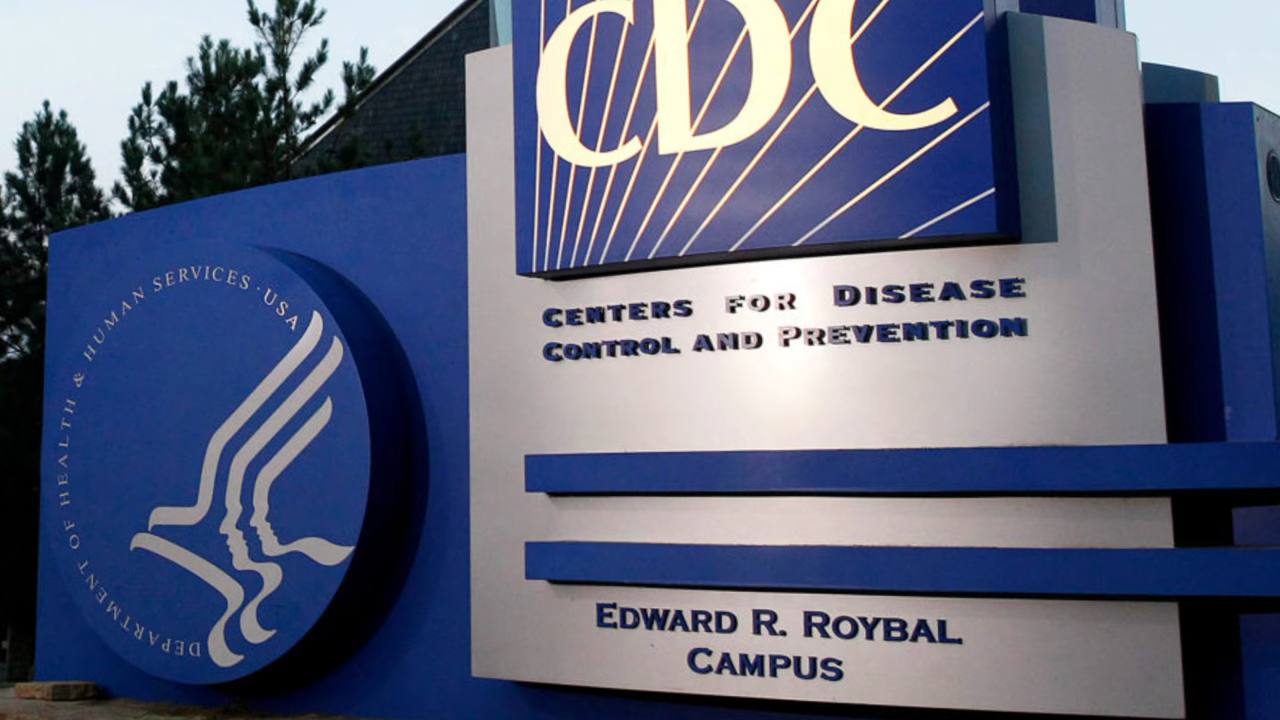 CDC
CENTERS FOR DISEASE
CONTROL AND PREVENTION
EDWARD R. ROYBAL
CAMPUS
DEPARTMENT OF HEALTH & HUMAN SERVICES · USA